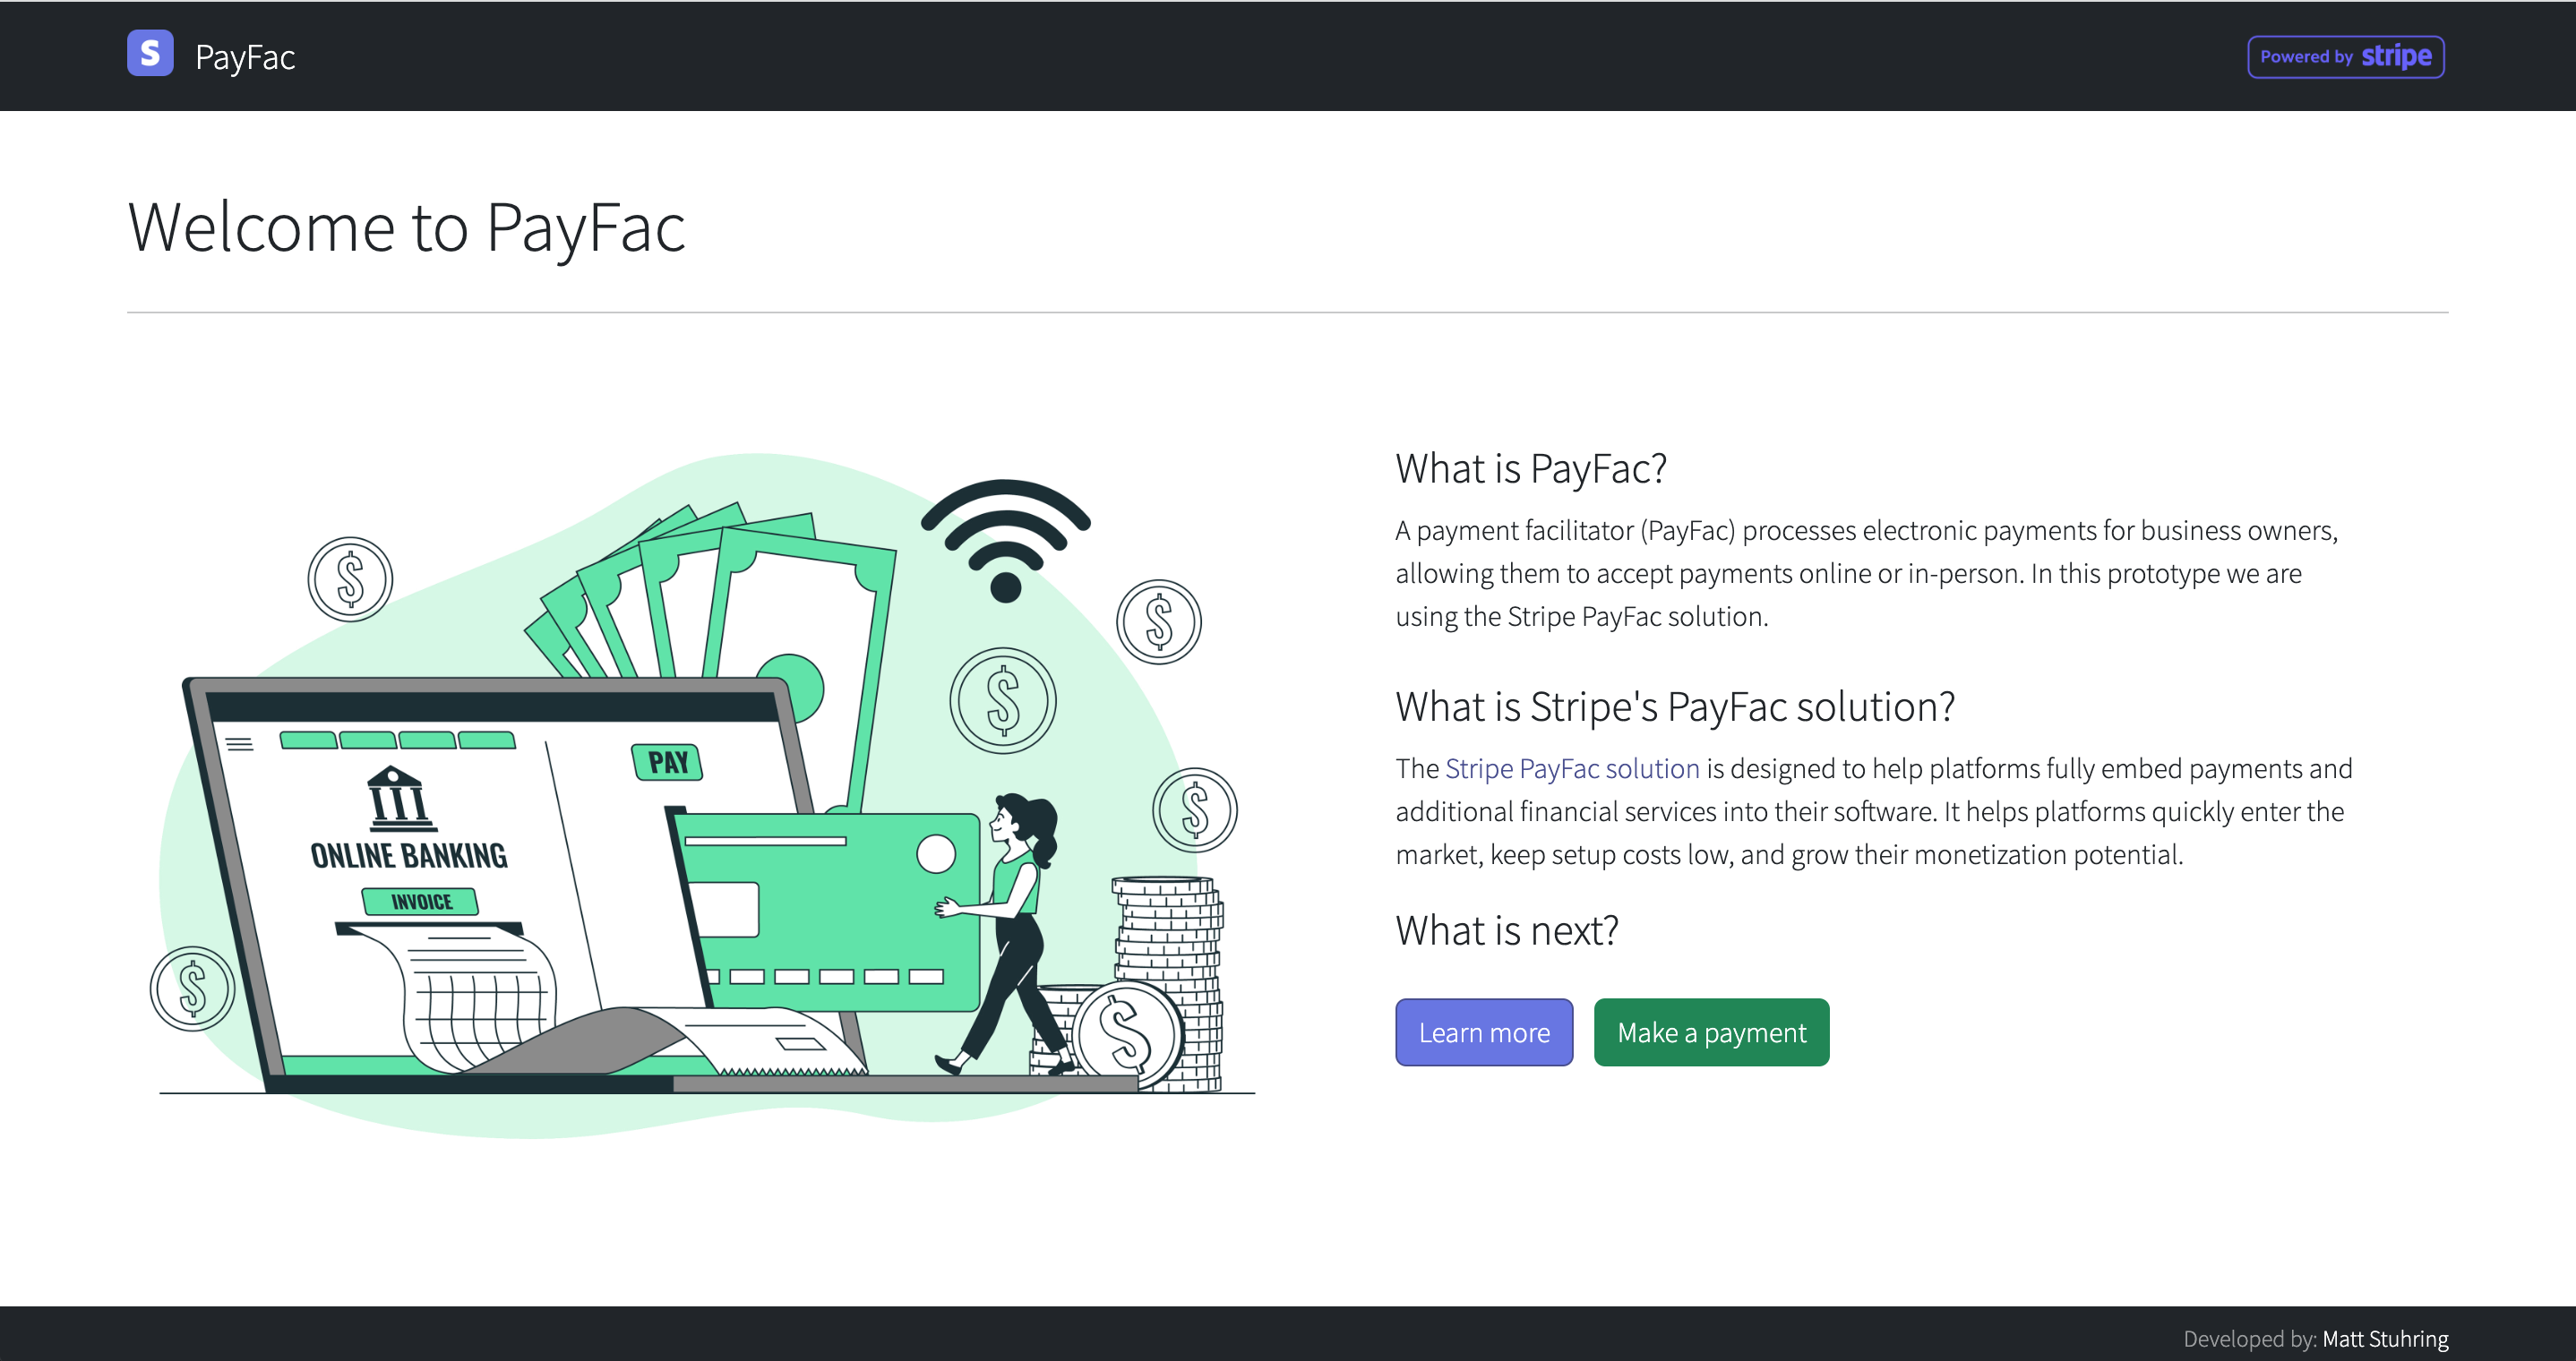 S PayFac
Powered by stripe
Welcome to PayFac
PAY
ONLINE BANKING
INVOICE
What is PayFac?
A payment facilitator (PayFac) processes electronic payments for business owners,
allowing them to accept payments online or in-person. In this prototype we are
using the Stripe PayFac solution.
What is Stripe's PayFac solution?
The Stripe PayFac solution is designed to help platforms fully embed payments and
additional financial services into their software. It helps platforms quickly enter the
market, keep setup costs low, and grow their monetization potential.
What is next?
Learn more
Make a payment
Developed by: Matt Stuhring